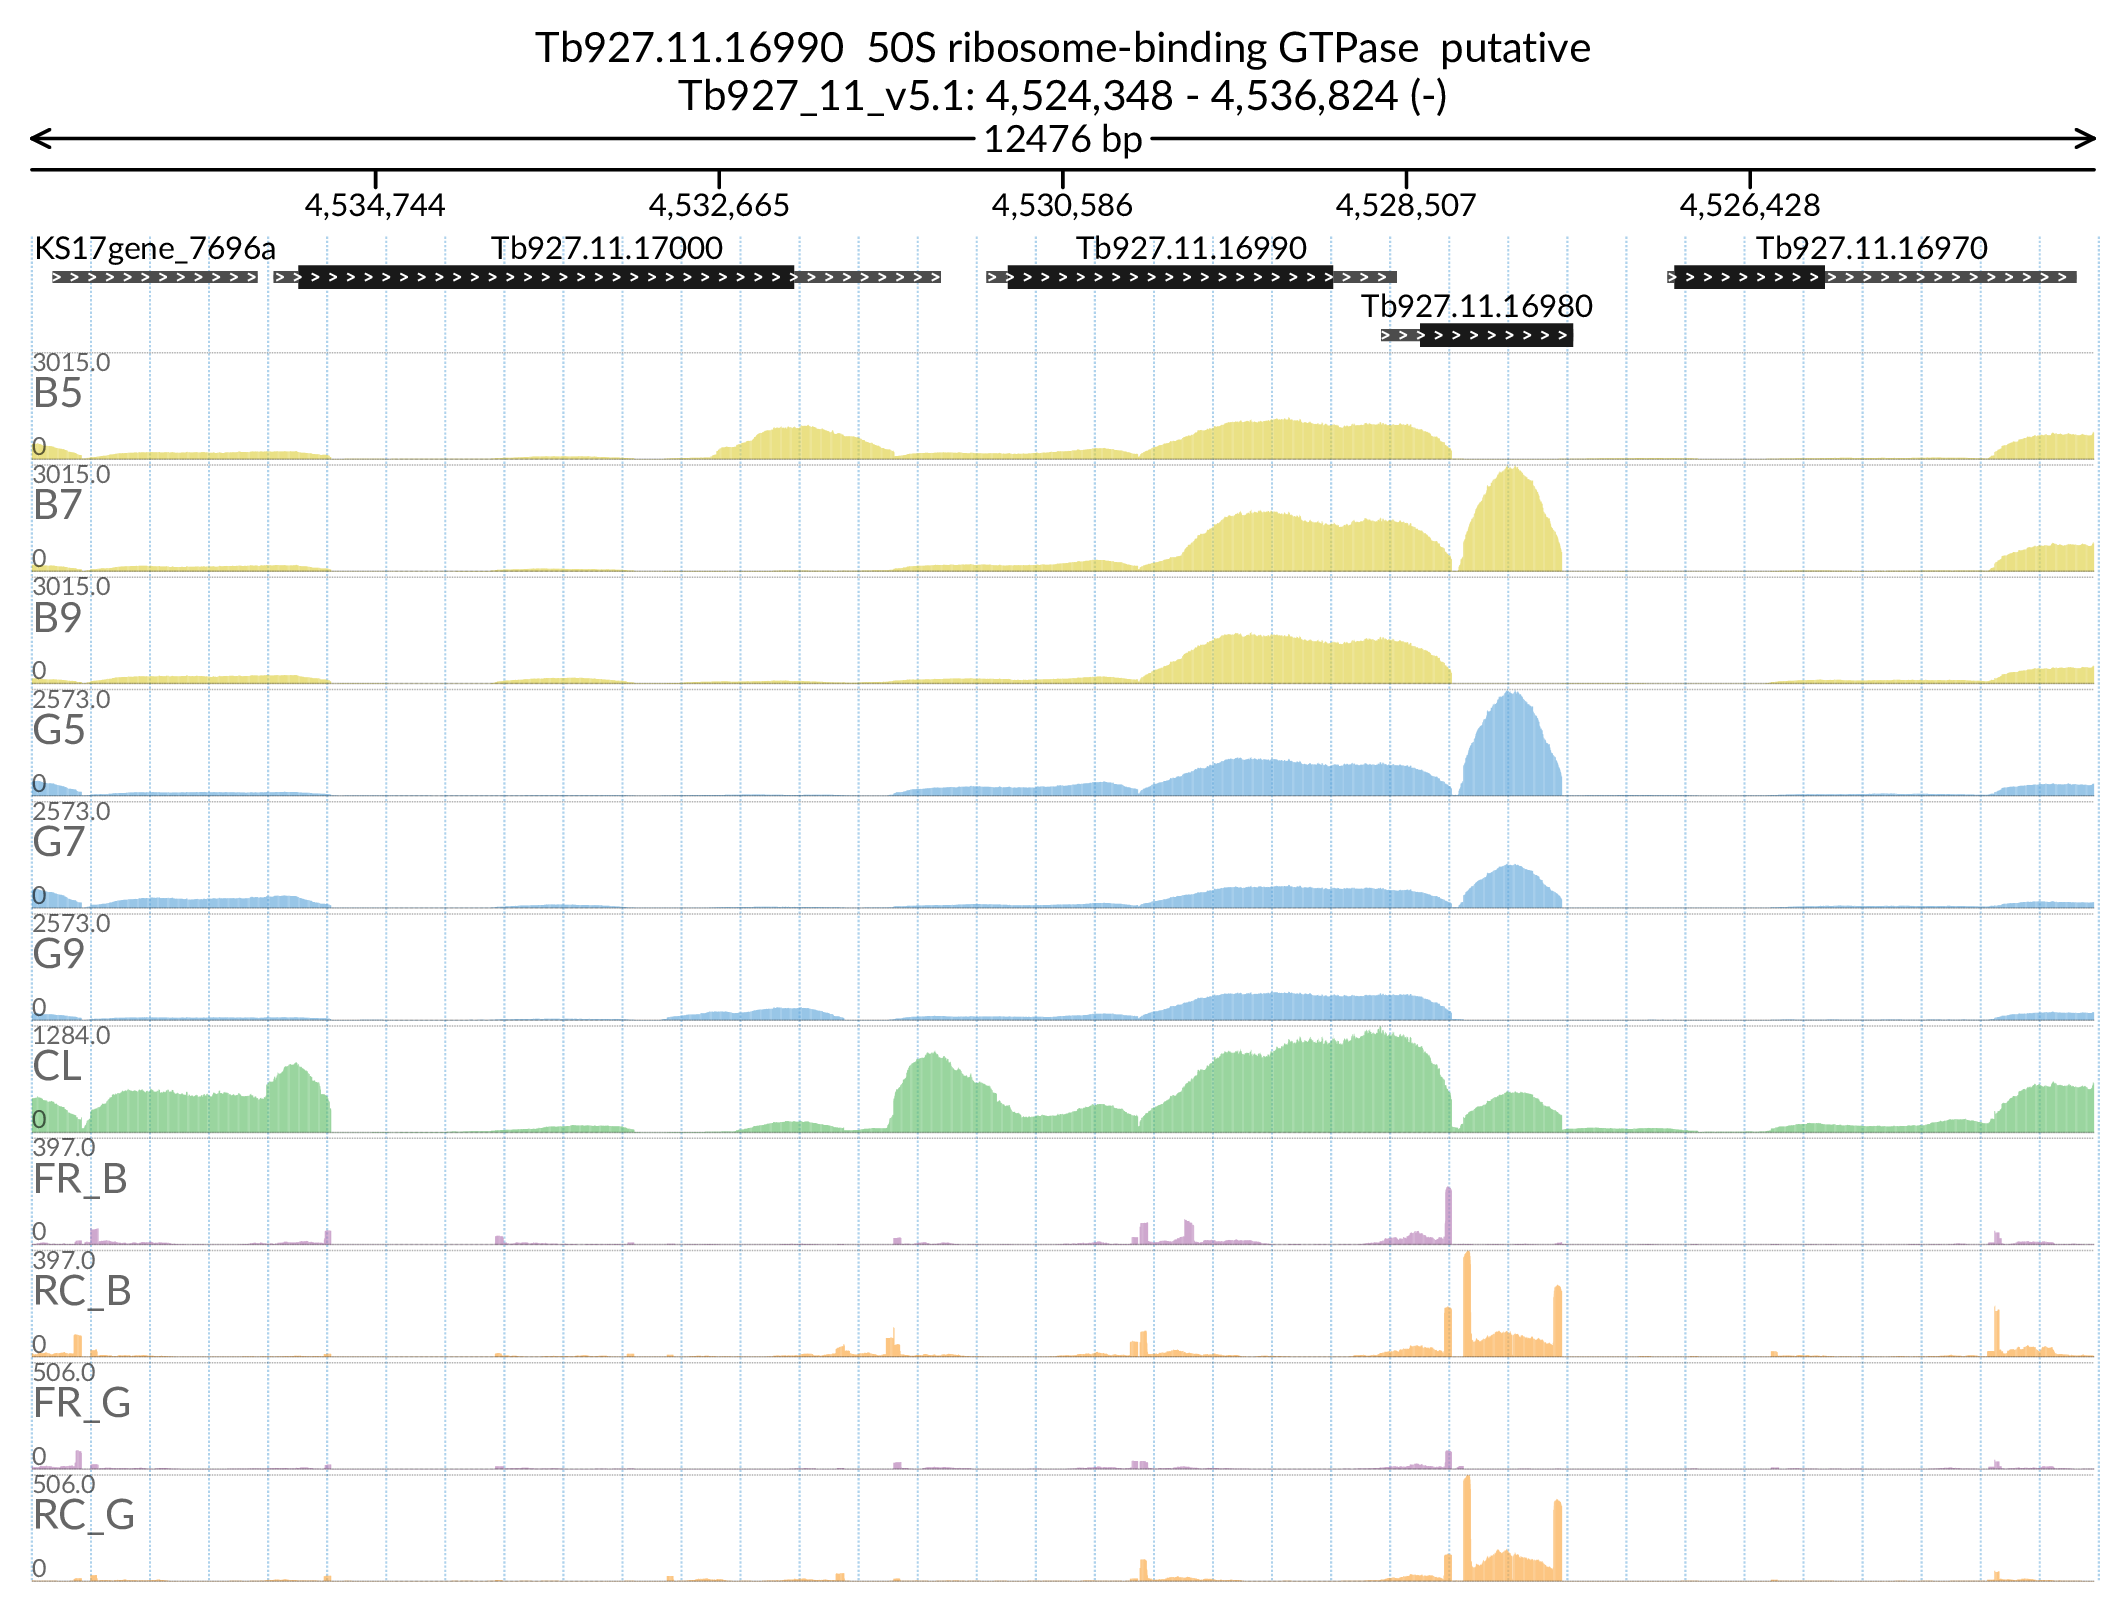 Tb927.11.16990  50S ribosome-binding GTPase  putative
Tb927_11_v5.1: 4,524,348 - 4,536,824 (-)
12476 bp
4,534,744 4,532,665 4,530,586 4,528,507 4,526,428
KS17gene_7696a Tb927.11.17000 Tb927.11.16990 Tb927.11.16970
Tb927.11.16980
3015.0
B5
0
3015.0
B7
0
3015.0
B9
0
2573.0
G5
0
2573.0
G7
0
2573.0
G9
0
1284.0
CL
0
397.0
FR_B
0
397.0
RC_B
0
506.0
FR_G
0
506.0
RC_G
0